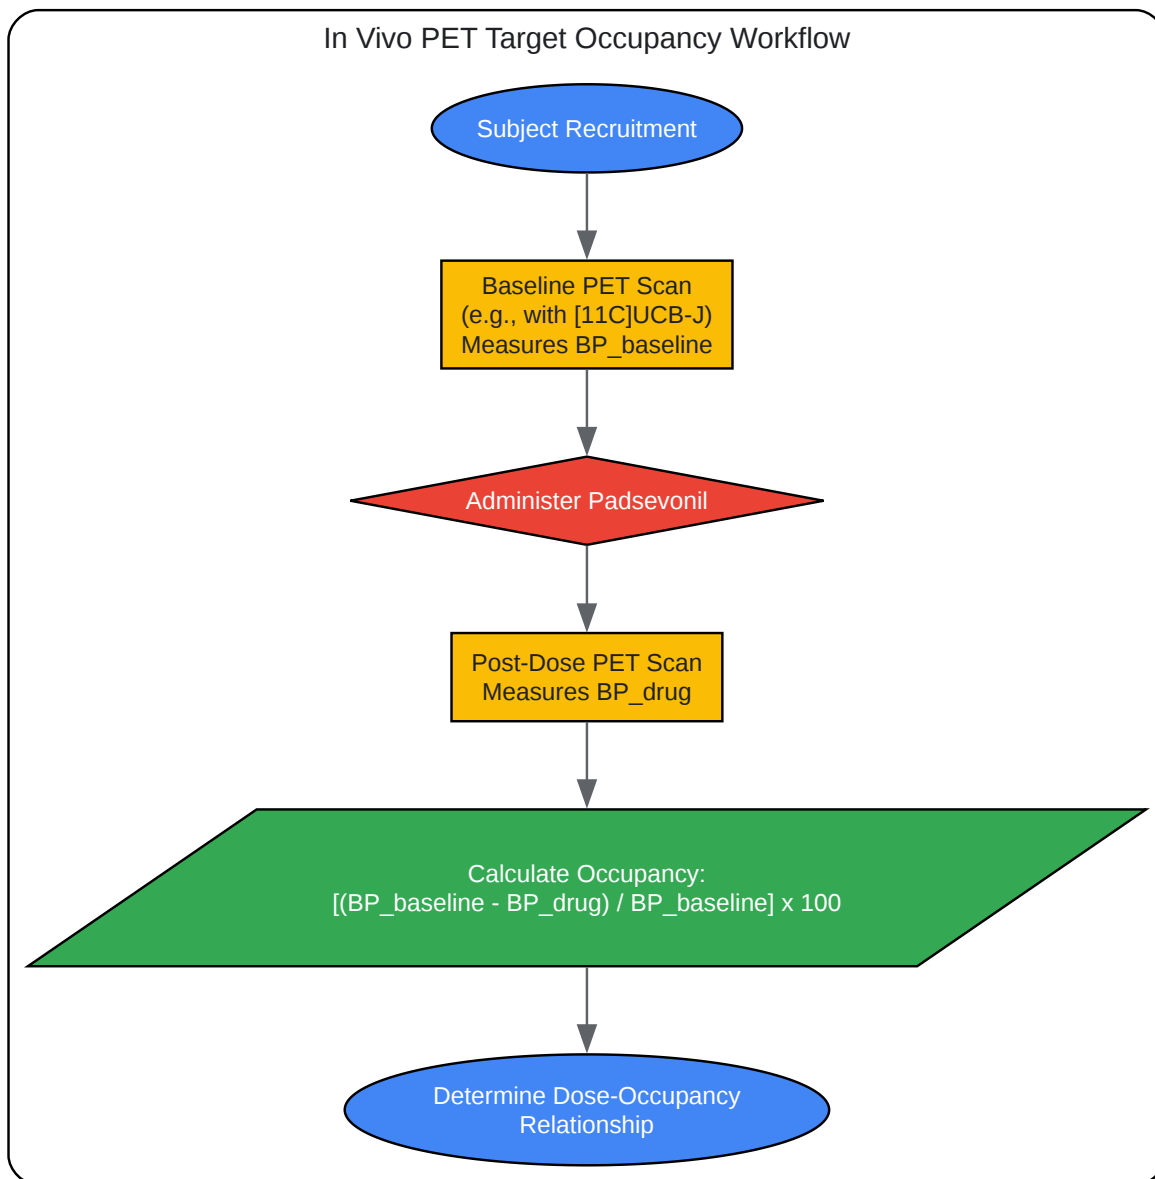 In Vivo PET Target Occupancy Workflow
Subject Recruitment
Baseline PET Scan
(e.g., with [11C]UCB-J)
Measures BP_baseline
Administer Padsevonil
Post-Dose PET Scan
Measures BP_drug
Calculate Occupancy:
[(BP_baseline - BP_drug) / BP_baseline] x 100
Determine Dose-Occupancy
Relationship